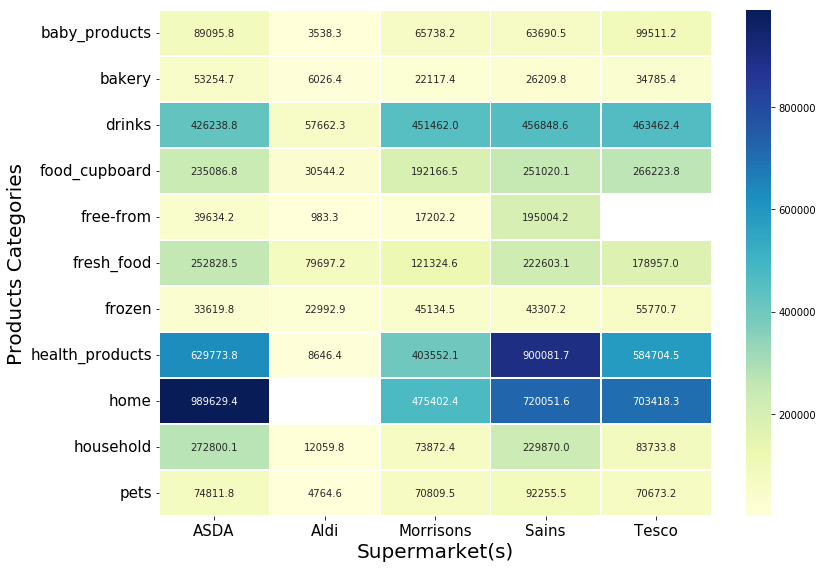 baby_products 89095.8 3538.3 65738.2 63690.5 99511.2
bakery 53254.7 6026.4 22117.4 26209.8 34785.4
drinks 426238.8 57662.3 451462.0 456848.6 463462.4
food_cupboard 235086.8 30544.2 192166.5 251020.1 266223.8
free-from 39634.2 983.3 17202.2 195004.2
fresh_food 252828.5 79697.2 121324.6 222603.1 178957.0
frozen 33619.8 22992.9 45134.5 43307.2 55770.7
health_products 629773.8 8646.4 403552.1 900081.7 584704.5
home 989629.4 475402.4 720051.6 703418.3
household 272800.1 12059.8 73872.4 229870.0 83733.8
pets 74811.8 4764.6 70809.5 92255.5 70673.2
ASDA Aldi Morrisons Sains Tesco
Supermarket(s)
Products Categories
800000
600000
400000
200000